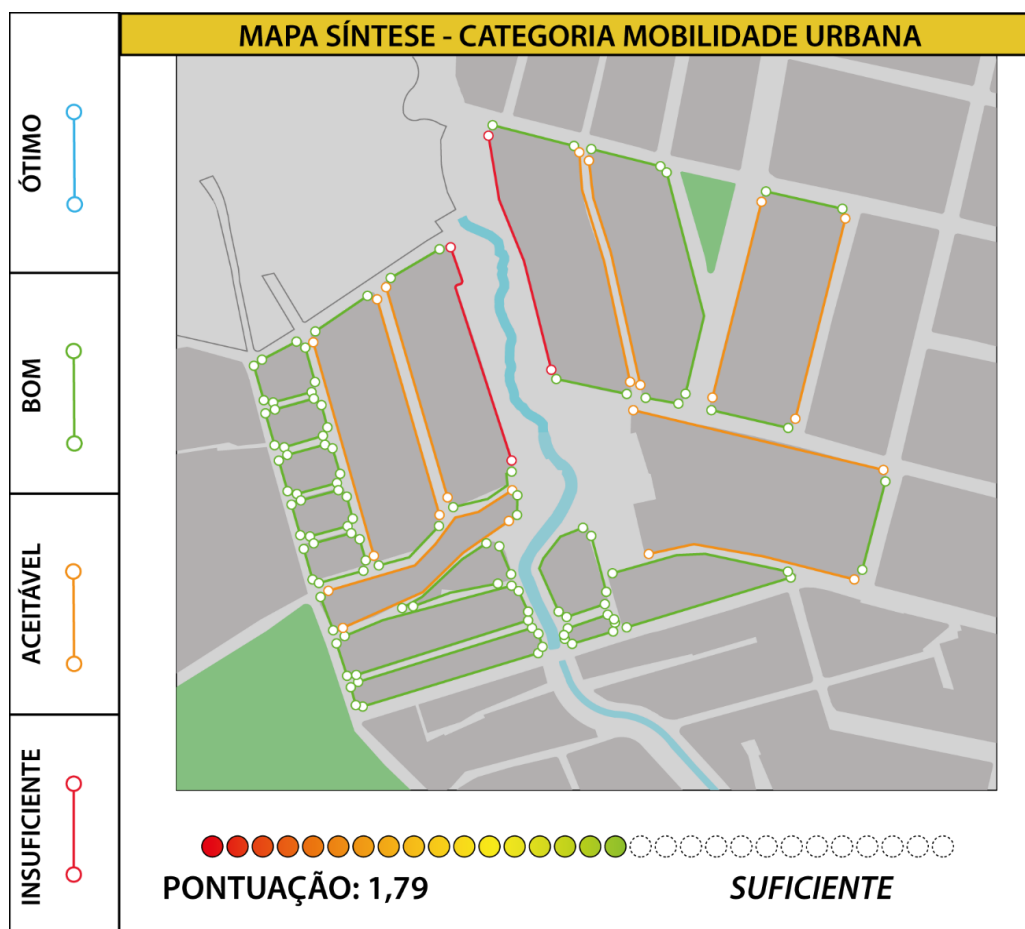 MAPA SÍNTESE - CATEGORIA MOBILIDADE URBANA
ÓTIMO
BOM
ACEITÁVEL
INSUFICIENTE
PONTUAÇÃO: 1,79
SUFICIENTE